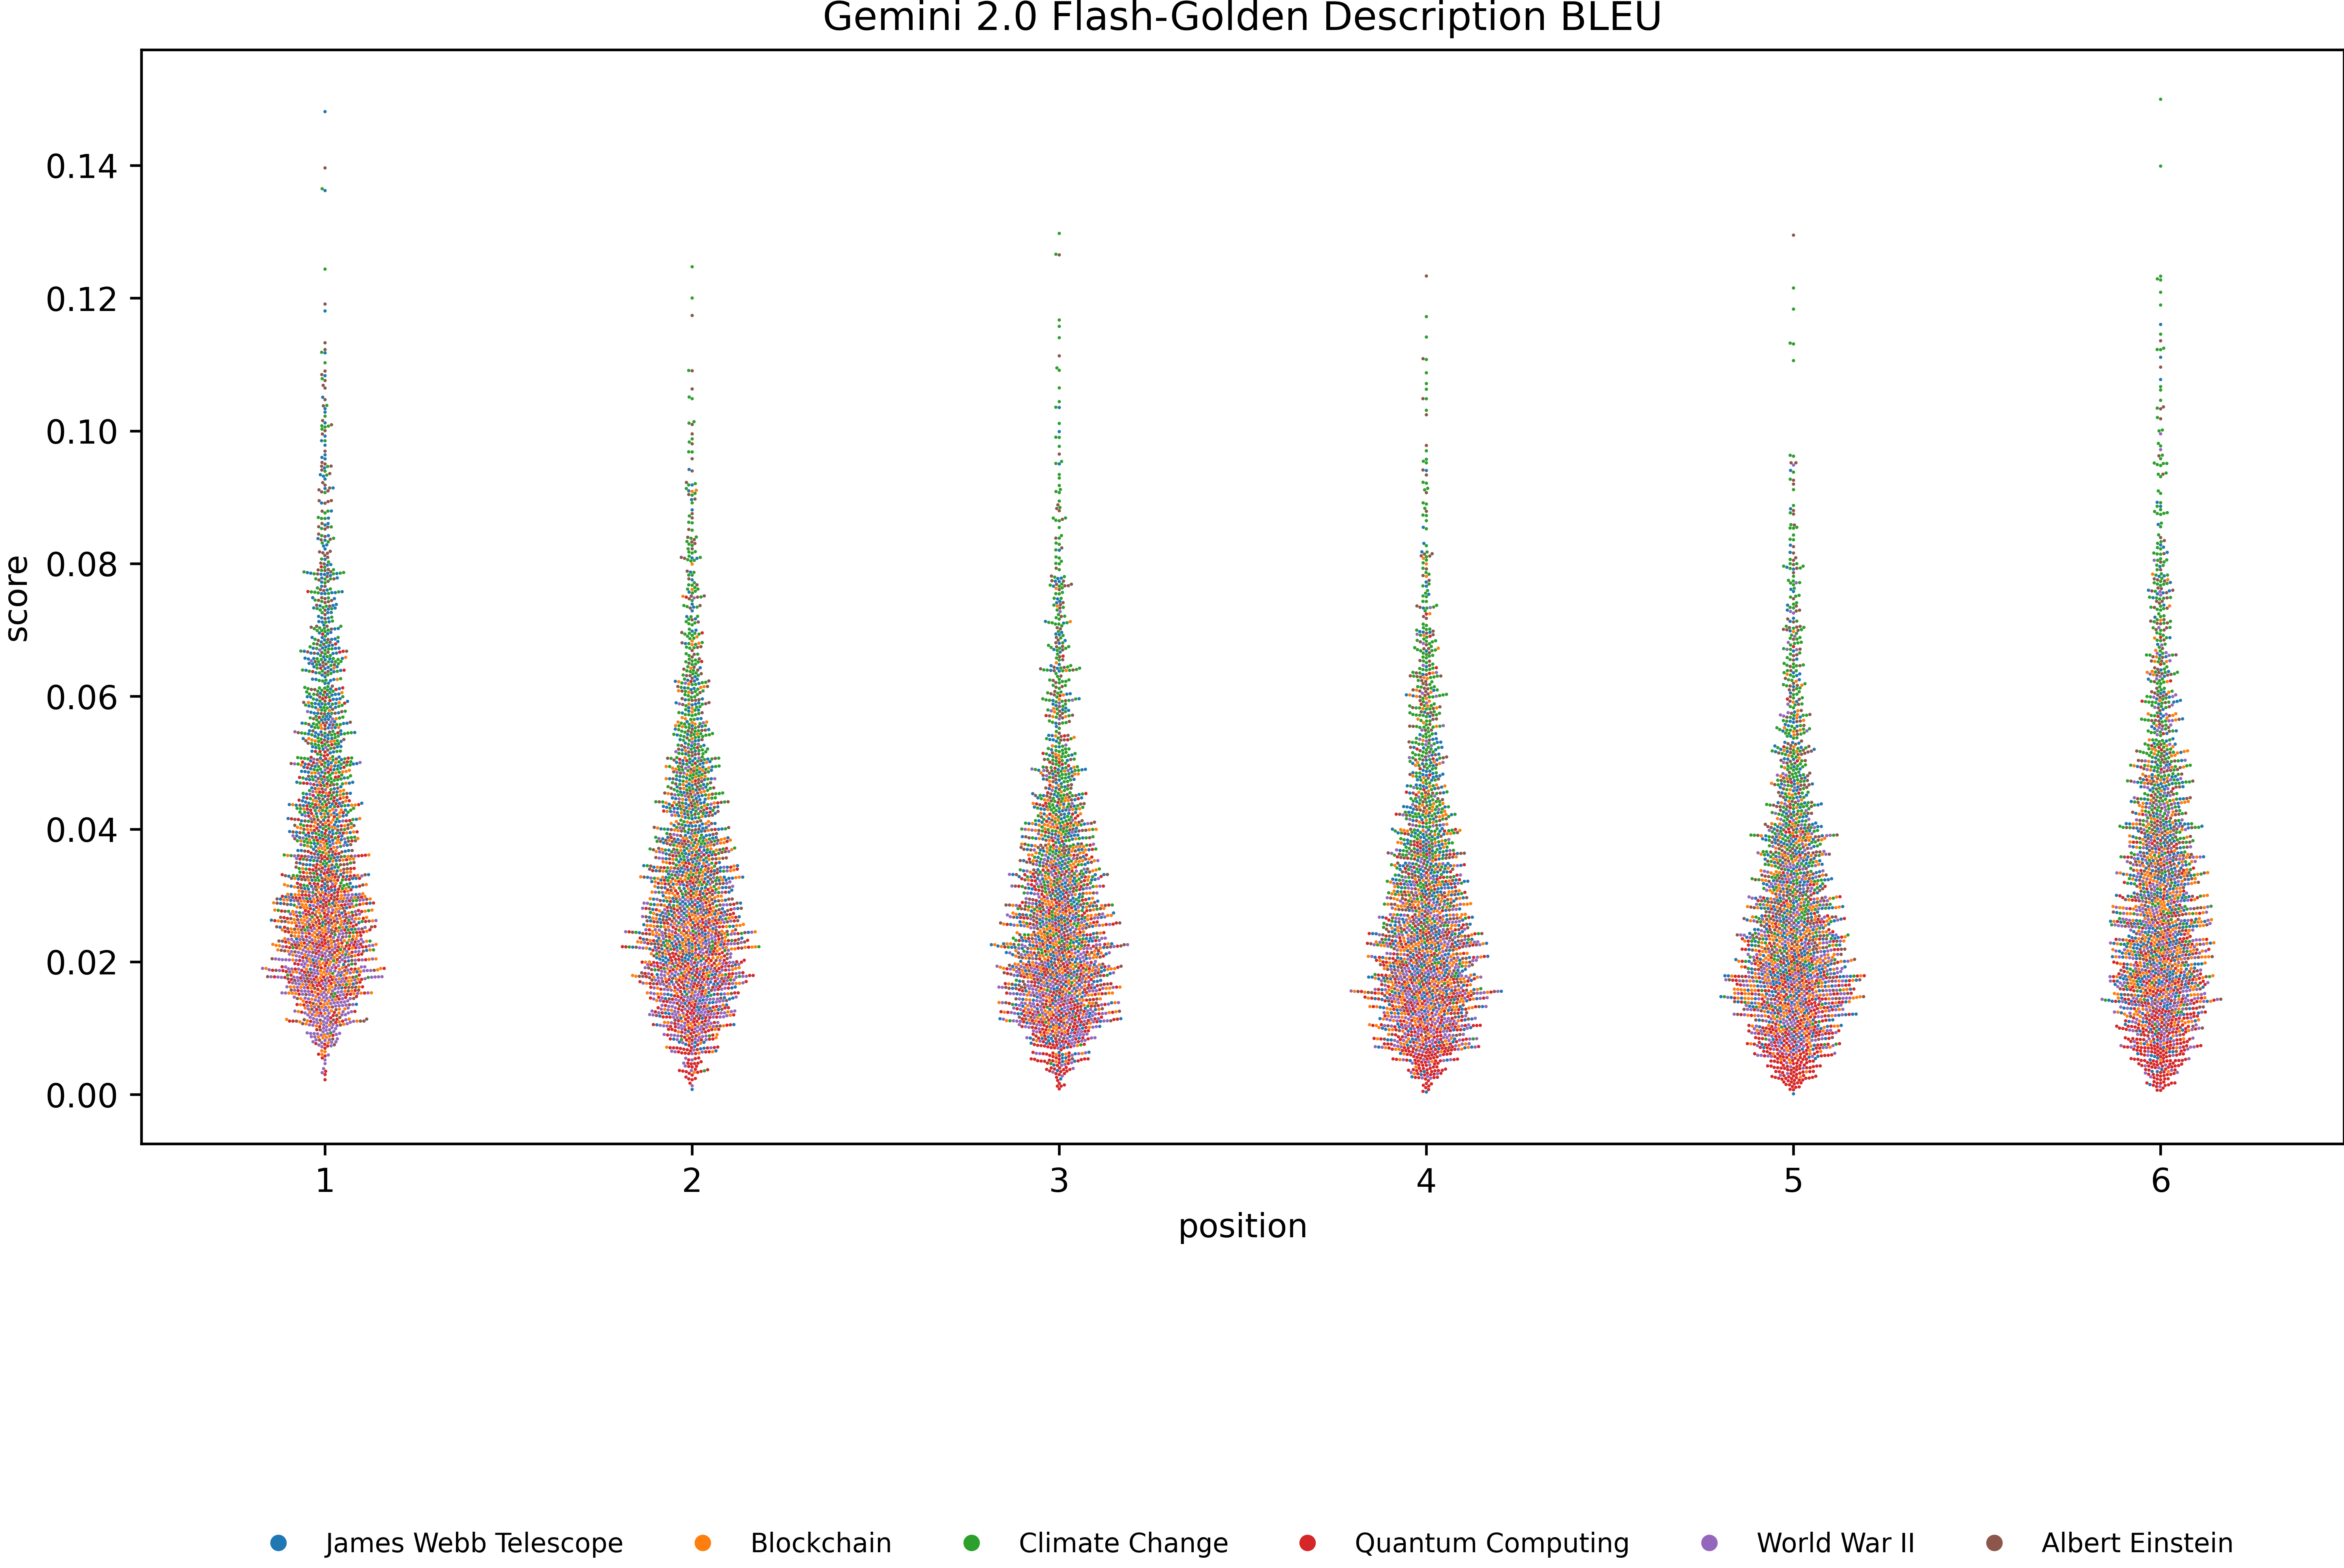 Gemini 2.0 Flash-Golden Description BLEU
0.14
0.12
0.10
0.08
0.06
0.04
0.02
0.00
score
1 2 3 4 5 6
position
James Webb Telescope Blockchain Climate Change Quantum Computing World War II Albert Einstein